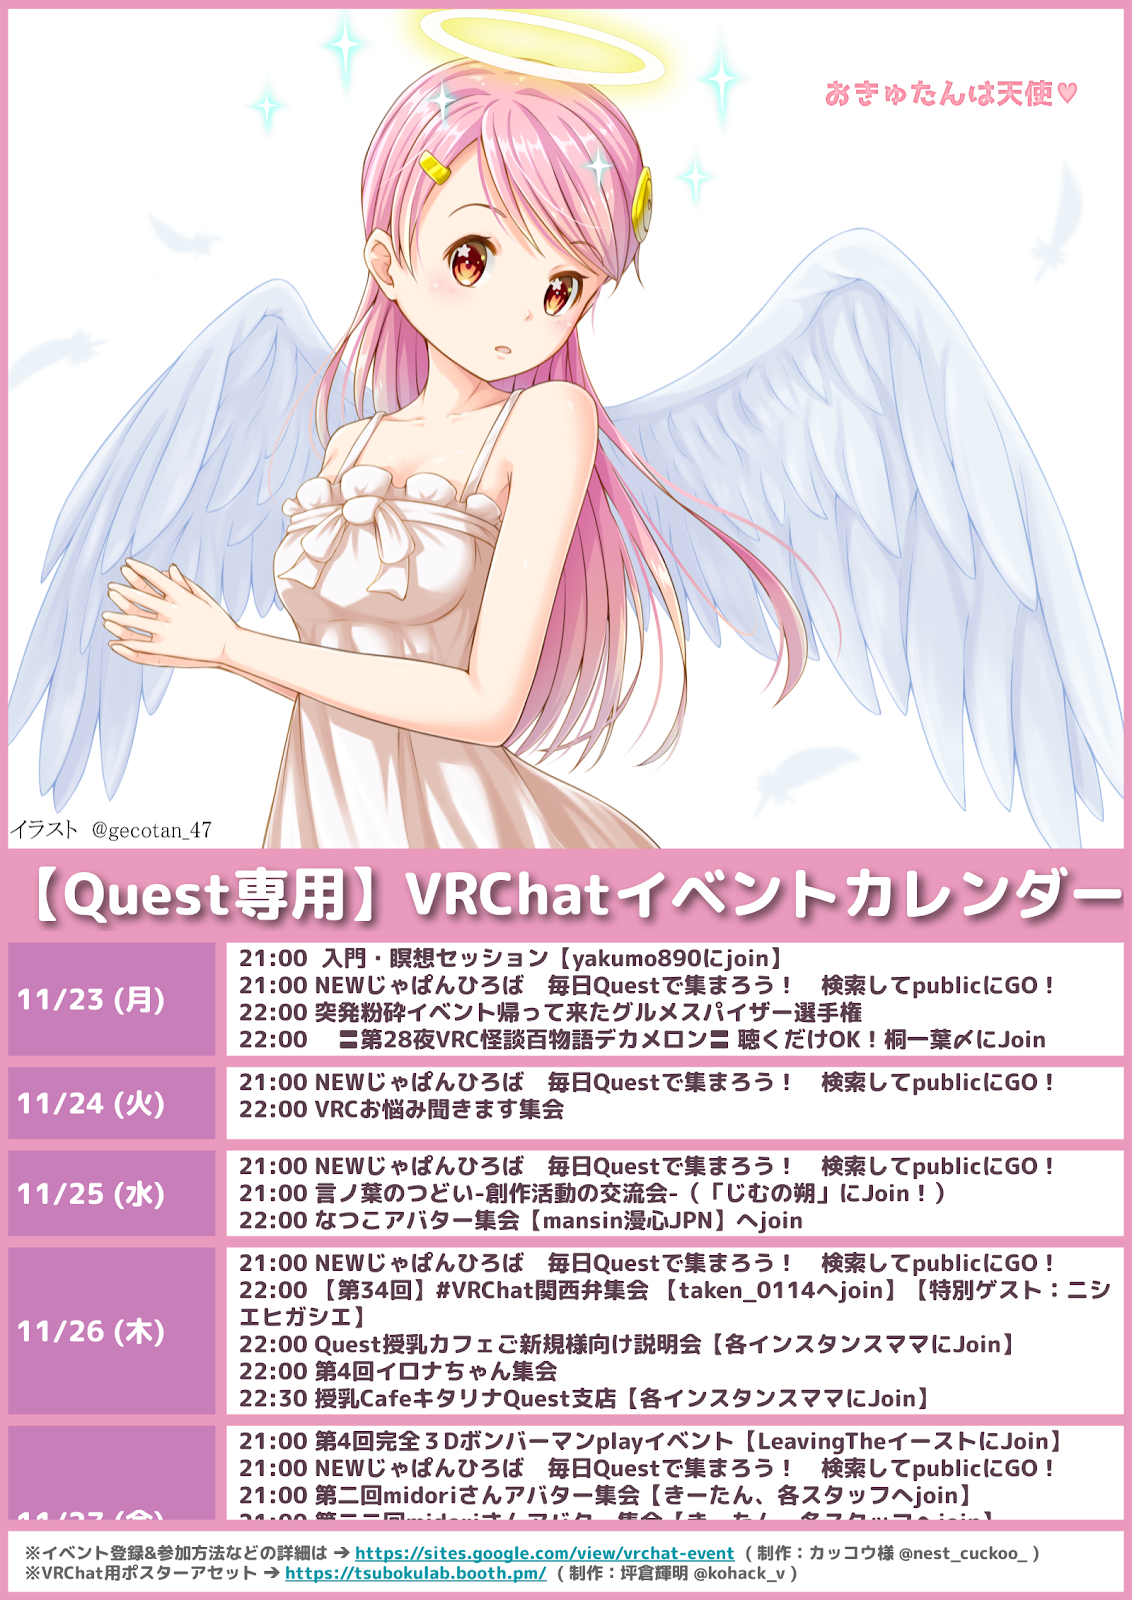 おきゅたんは天使♥
イラスト @gecotan_47
【Quest専用】VRChatイベントカレンダー
11/23 (月)
21:00 入門・瞑想セッション【yakumo890にjoin】
21:00 NEWじゃぱんひろば　毎日Questで集まろう！　検索してpublicにGO！
22:00 突発粉砕イベント帰って来たグルメスパイザー選手権
22:00 　〓第28夜VRC怪談百物語デカメロン〓 聴くだけOK！桐一葉〆にJoin
11/24 (火)
21:00 NEWじゃぱんひろば　毎日Questで集まろう！　検索してpublicにGO！
22:00 VRCお悩み聞きます集会
11/25 (水)
21:00 NEWじゃぱんひろば　毎日Questで集まろう！　検索してpublicにGO！
21:00 言ノ葉のつどい-創作活動の交流会-（「じむの朔」にJoin！）
22:00 なつこアバター集会【mansin漫心JPN】へjoin
11/26 (木)
21:00 NEWじゃぱんひろば　毎日Questで集まろう！　検索してpublicにGO！
22:00 【第34回】#VRChat関西弁集会 【taken_0114へjoin】【特別ゲスト：ニシ
エヒガシエ】
22:00 Quest授乳カフェご新規様向け説明会【各インスタンスママにJoin】
22:00 第4回イロナちゃん集会
22:30 授乳CafeキタリナQuest支店【各インスタンスママにJoin】
11/27 (金)
21:00 第4回完全３Dボンバーマンplayイベント【LeavingTheイーストにJoin】
21:00 NEWじゃぱんひろば　毎日Questで集まろう！　検索してpublicにGO！
21:00 第二回midoriさんアバター集会【きーたん、各スタッフへjoin】
※イベント登録&参加方法などの詳細は → https://sites.google.com/view/vrchat-event ( 制作：カッコウ様 @nest_cuckoo_ )
※VRChat用ポスターアセット → https://tsubokulab.booth.pm/ ( 制作：坪倉輝明 @kohack_v )